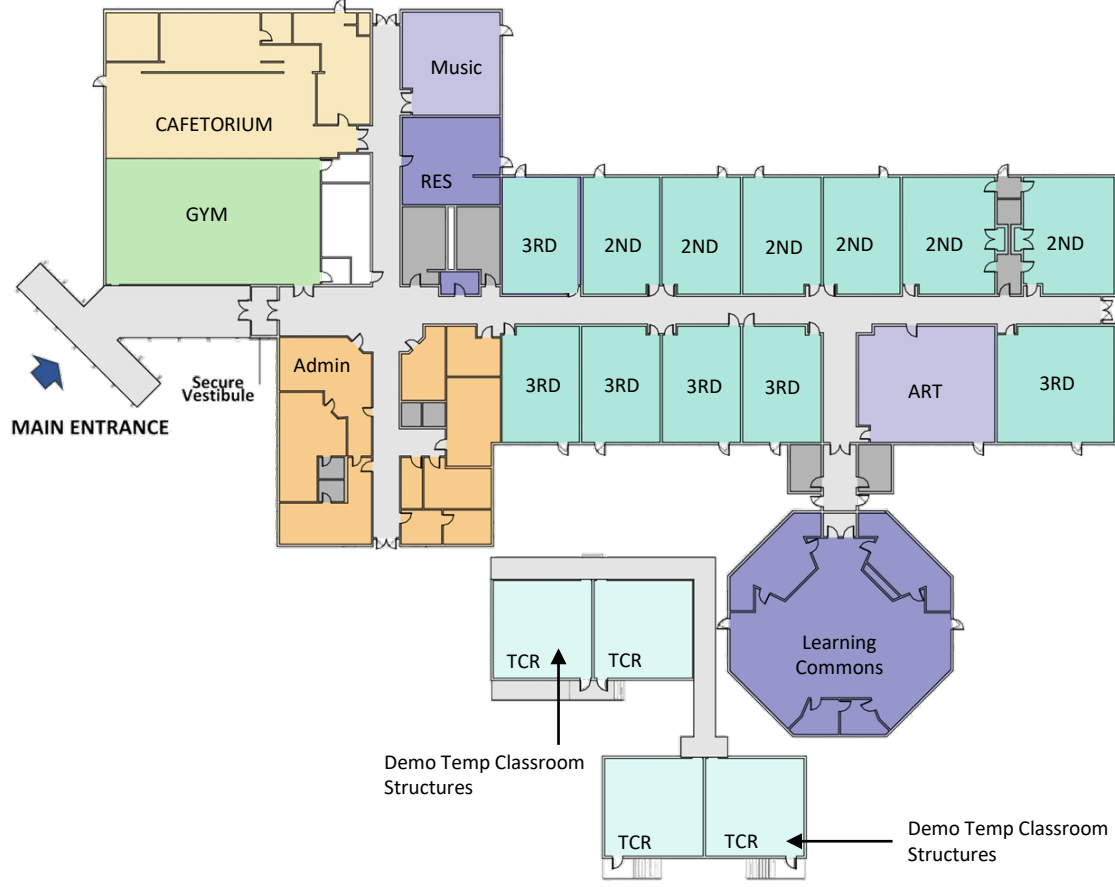 Music
CAFETORIUM
RES
GYM
3RD
2ND
2ND
2ND
2ND
2ND
2ND
Admin
Secure
Vestibule
MAIN ENTRANCE
3RD
3RD
3RD
3RD
ART
3RD
Learning
Commons
TCR
TCR
Demo Temp Classroom
Structures
TCR
TCR
Demo Temp Classroom
Structures